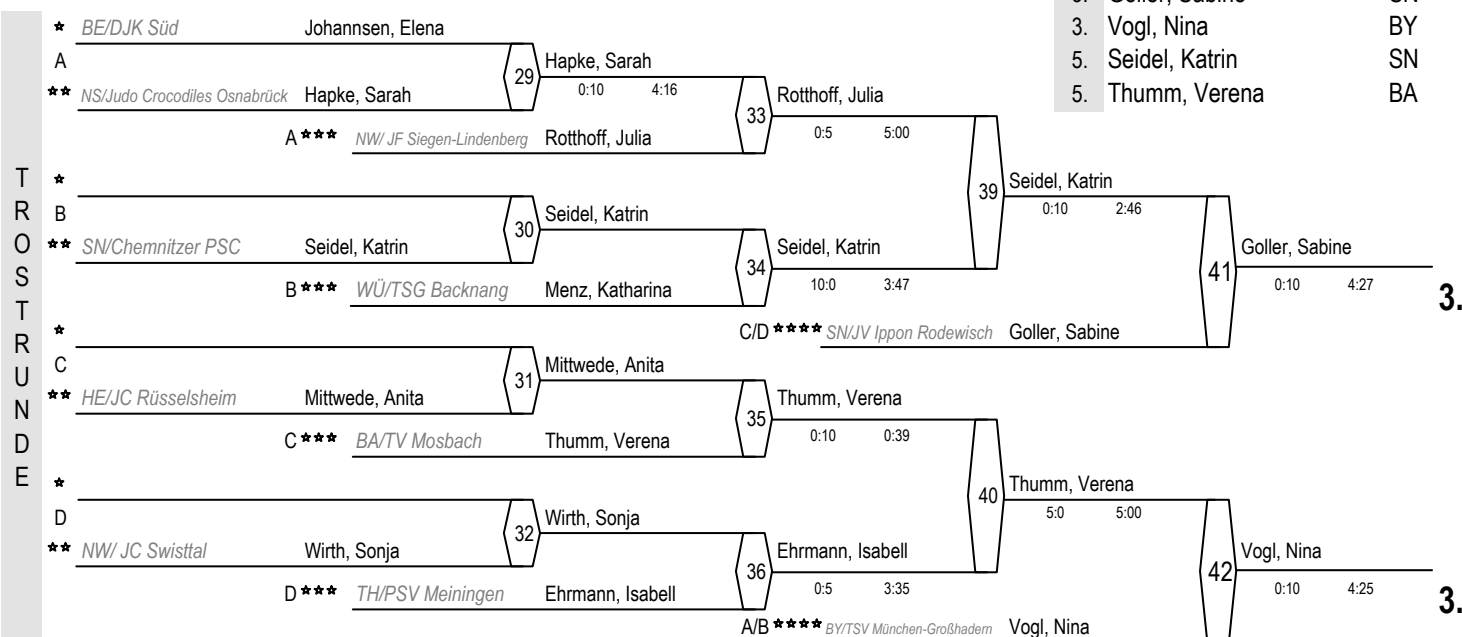 3. Goller, Sabine SN
★ BE/DJK Süd Johannsen, Elena
3. Vogl, Nina BY
A
29 Hapke, Sarah
5. Seidel, Katrin SN
★★ NS/Judo Crocodiles Osnabrück Hapke, Sarah
0:10 4:16
Rotthoff, Julia
5. Thumm, Verena BA
33
A ★★★ NW/ JF Siegen-Lindenberg Rotthoff, Julia
0:5 5:00
TROSTRUNDE
★
39 Seidel, Katrin
B
30 Seidel, Katrin
0:10 2:46
★★ SN/Chemnitzer PSC Seidel, Katrin
34 Seidel, Katrin
41 Goller, Sabine
B ★★★ WÜ/TSG Backnang Menz, Katharina
10:0 3:47
0:10 4:27
3.
★
C/D ★★★★ SN/JV Ippon Rodewisch Goller, Sabine
C
31 Mittwede, Anita
★★ HE/JC Rüsselsheim Mittwede, Anita
35 Thumm, Verena
C ★★★ BA/TV Mosbach Thumm, Verena
0:10 0:39
★
40 Thumm, Verena
D
32 Wirth, Sonja
5:0 5:00
★★ NW/ JC Swisttal Wirth, Sonja
36 Ehrmann, Isabell
42 Vogl, Nina
D ★★★ TH/PSV Meiningen Ehrmann, Isabell
0:5 3:35
0:10 4:25
3.
A/B ★★★★ BY/TSV München-Großhadern Vogl, Nina